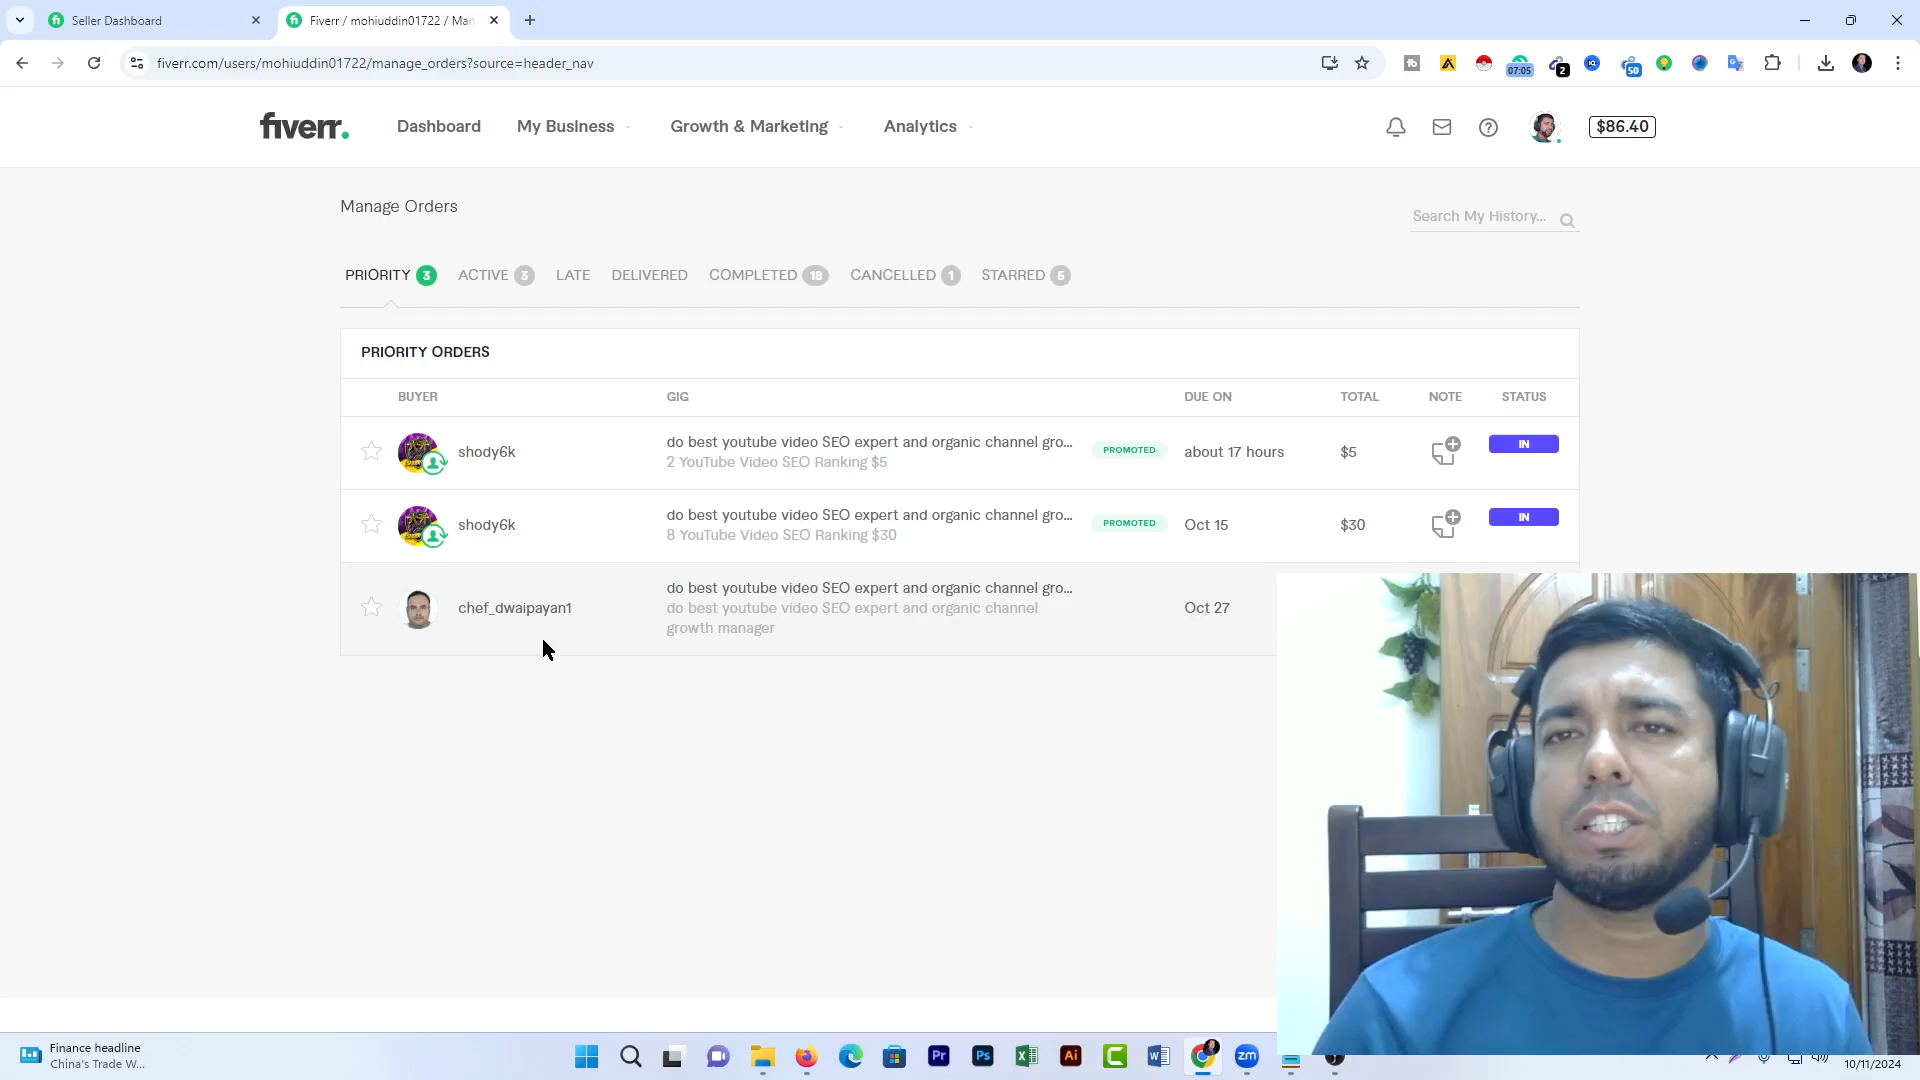 Seller Dashboard
Fiverr / mohiuddin01722 / Man
fiverr.com/users/mohiuddin01722/manage_orders?source=header_nav
07:05
2
50
fiverr.
Dashboard
My Business
Growth & Marketing
Analytics
$86.40
Manage Orders
Search My History...
PRIORITY 3
ACTIVE 3
LATE
DELIVERED
COMPLETED 18
CANCELLED 1
STARRED 5
PRIORITY ORDERS
BUYER
GIG
DUE ON
TOTAL
NOTE
STATUS
shody6k
do best youtube video SEO expert and organic channel gro...
2 YouTube Video SEO Ranking $5
PROMOTED
about 17 hours
$5
IN
shody6k
do best youtube video SEO expert and organic channel gro...
8 YouTube Video SEO Ranking $30
PROMOTED
Oct 15
$30
IN
chef_dwaipayan1
do best youtube video SEO expert and organic channel gro...
do best youtube video SEO expert and organic channel
growth manager
Oct 27
Finance headline
China's Trade W...
Pr
Ps
Ai
zm
10/11/2024